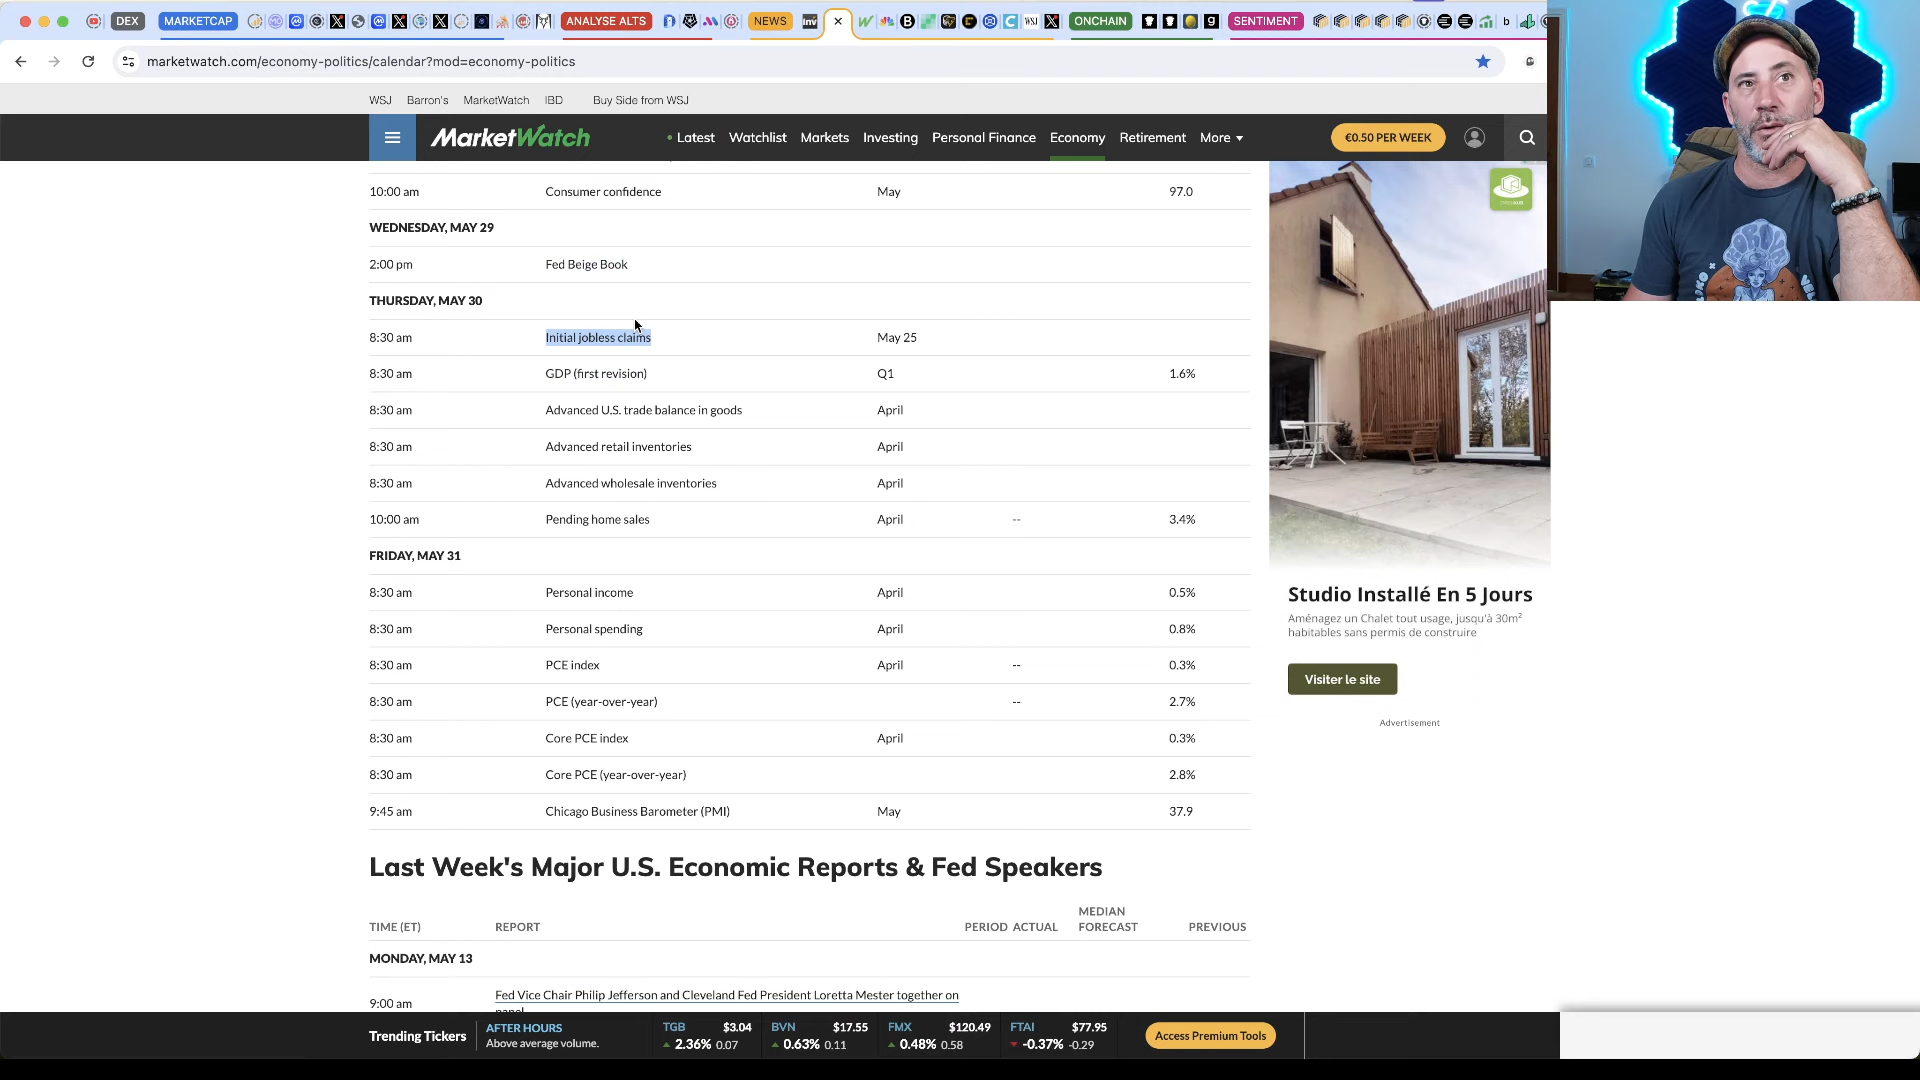 DEX MARKETCAP ANALYSE ALTS NEWS ONCHAIN SENTIMENT
marketwatch.com/economy-politics/calendar?mod=economy-politics
WSJ Barron's MarketWatch IBD Buy Side from WSJ
MarketWatch Latest Watchlist Markets Investing Personal Finance Economy Retirement More €0.50 PER WEEK
10:00 am Consumer confidence May 97.0
WEDNESDAY, MAY 29
2:00 pm Fed Beige Book
THURSDAY, MAY 30
8:30 am Initial jobless claims May 25
8:30 am GDP (first revision) Q1 1.6%
8:30 am Advanced U.S. trade balance in goods April
8:30 am Advanced retail inventories April
8:30 am Advanced wholesale inventories April
10:00 am Pending home sales April -- 3.4%
FRIDAY, MAY 31
8:30 am Personal income April 0.5%
8:30 am Personal spending April 0.8%
8:30 am PCE index April -- 0.3%
8:30 am PCE (year-over-year) -- 2.7%
8:30 am Core PCE index April 0.3%
8:30 am Core PCE (year-over-year) 2.8%
9:45 am Chicago Business Barometer (PMI) May 37.9
Studio Installé En 5 Jours
Aménagez un Chalet tout usage, jusqu'à 30m²
habitables sans permis de construire
Visiter le site
Advertisement
Last Week's Major U.S. Economic Reports & Fed Speakers
TIME (ET) REPORT PERIOD ACTUAL MEDIAN FORECAST PREVIOUS
MONDAY, MAY 13
9:00 am Fed Vice Chair Philip Jefferson and Cleveland Fed President Loretta Mester together on
panel
Trending Tickers
AFTER HOURS
Above average volume.
TGB $3.04
2.36% 0.07
BVN $17.55
0.63% 0.11
FMX $120.49
0.48% 0.58
FTAI $77.95
-0.37% -0.29
Access Premium Tools